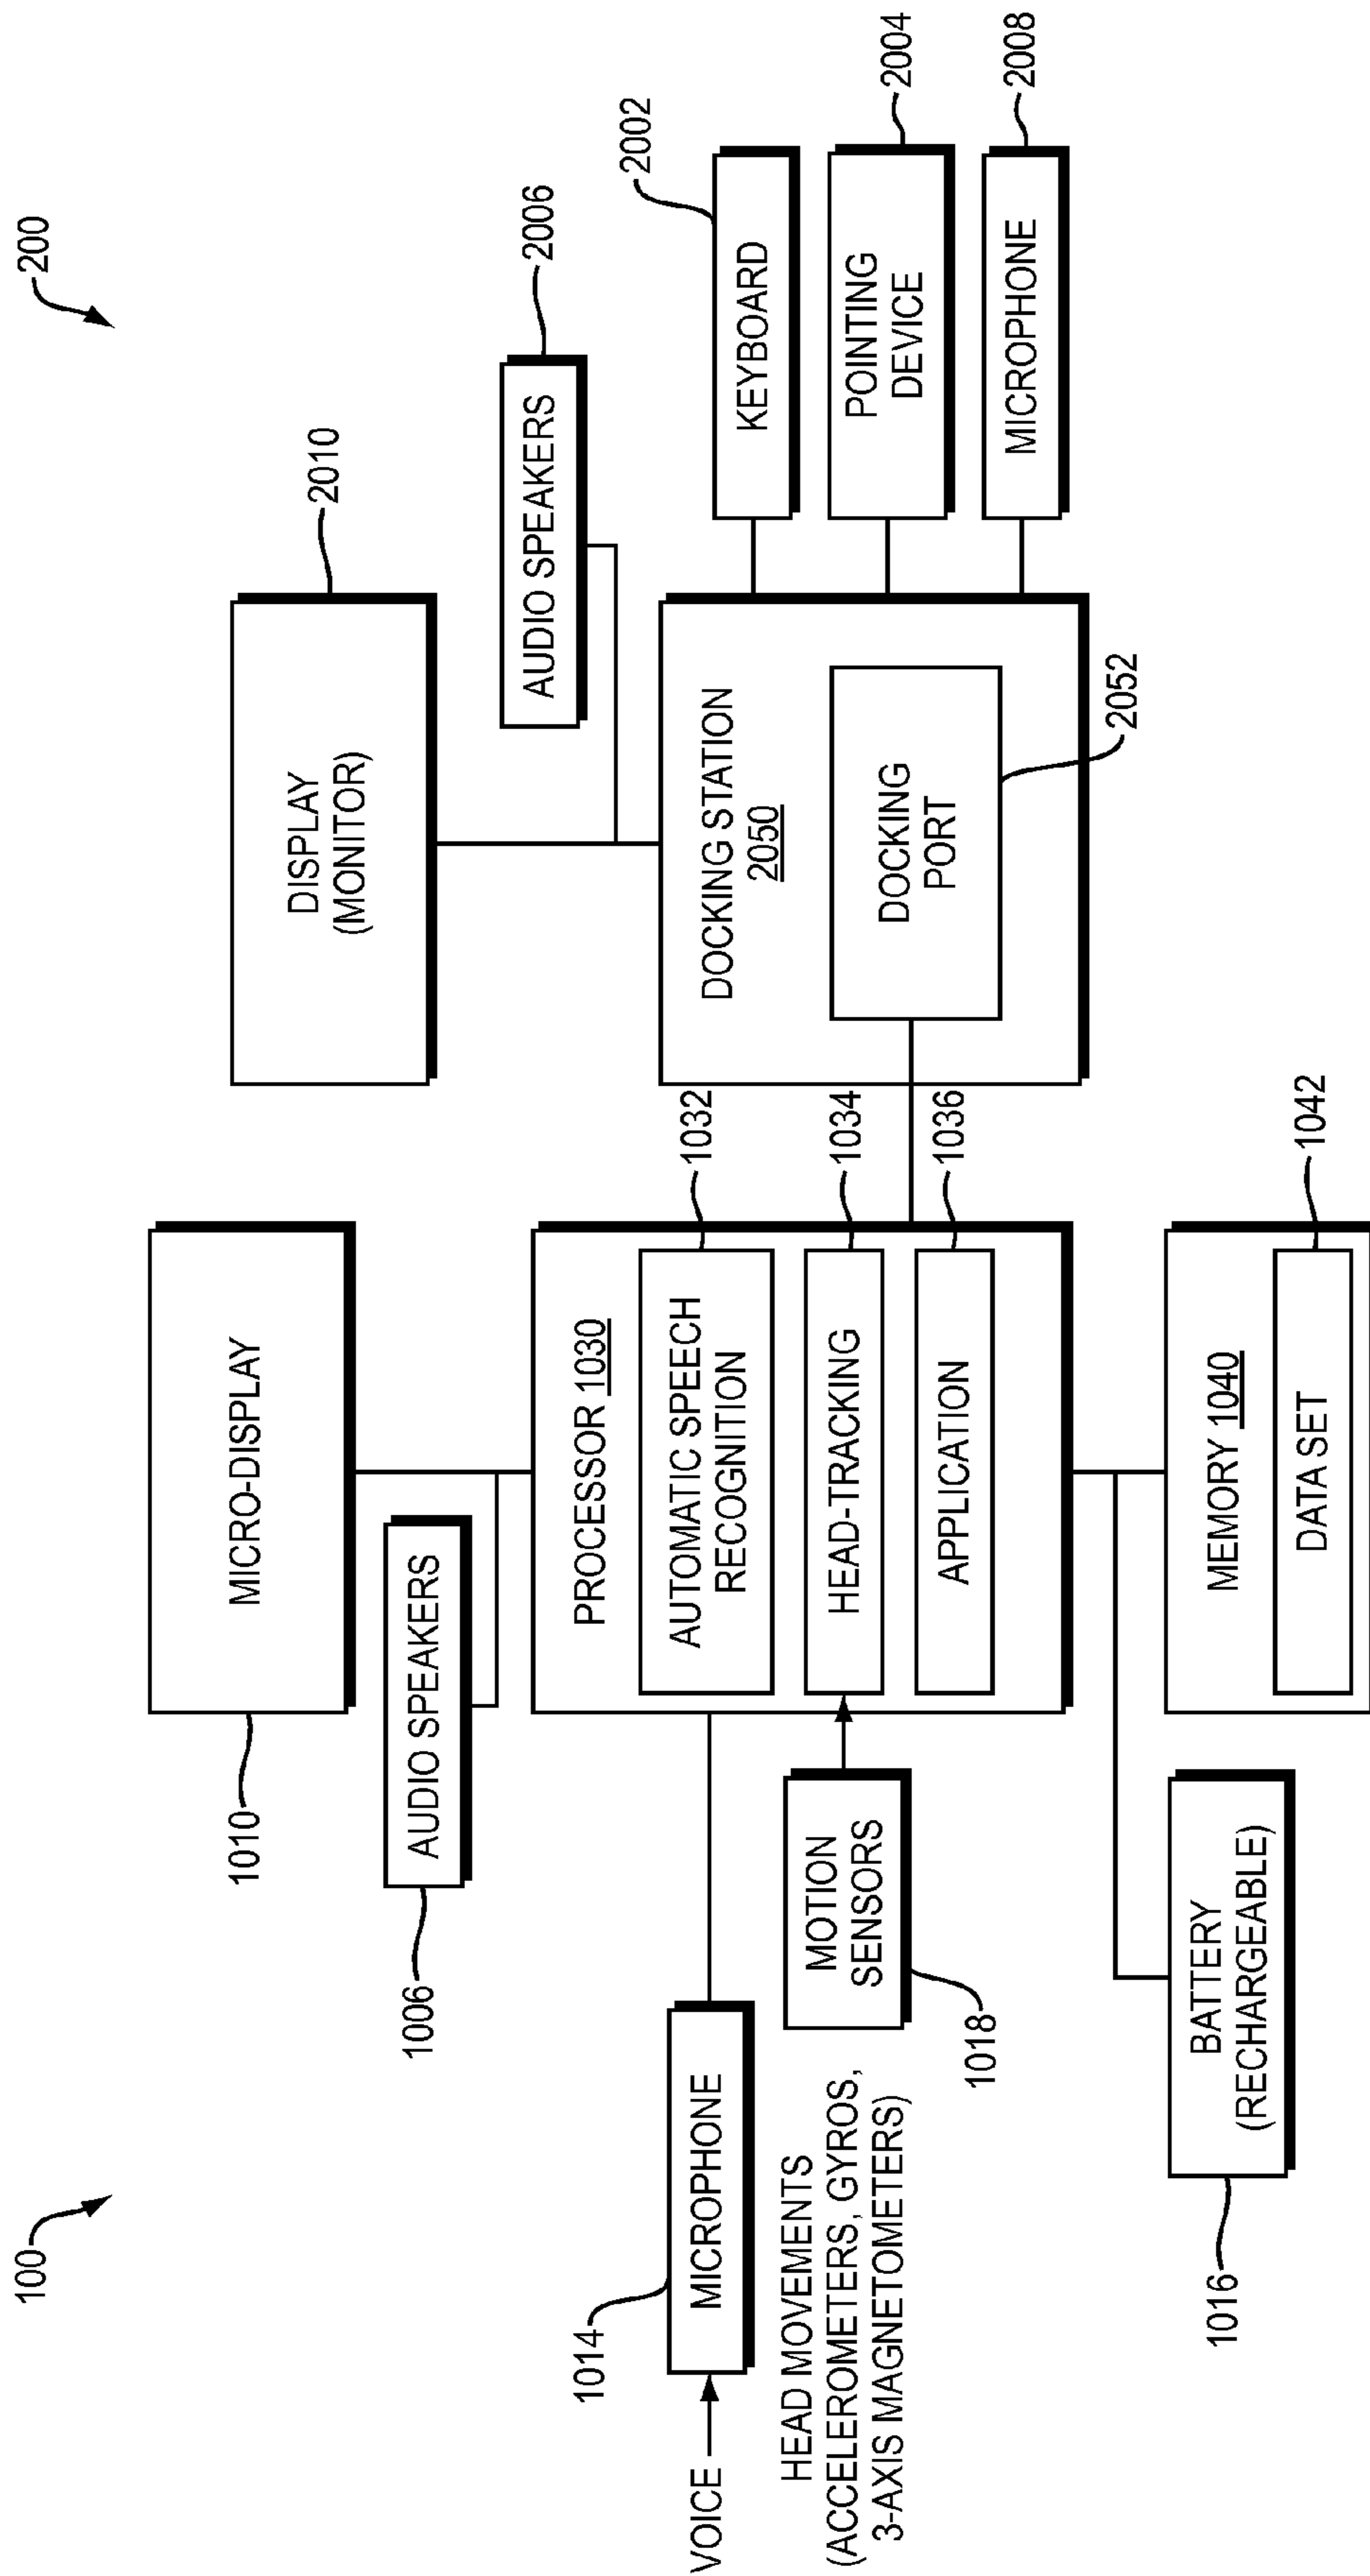 100
200
MICRO-DISPLAY
1010
DISPLAY
(MONITOR)
2010
AUDIO SPEAKERS
1006
AUDIO SPEAKERS
2006
VOICE
MICROPHONE
1014
HEAD MOVEMENTS
(ACCELEROMETERS, GYROS,
3-AXIS MAGNETOMETERS)
MOTION
SENSORS
1018
PROCESSOR 1030
AUTOMATIC SPEECH
RECOGNITION
1032
HEAD-TRACKING
1034
APPLICATION
1036
DOCKING STATION
2050
DOCKING
PORT
2052
KEYBOARD
2002
POINTING
DEVICE
2004
MICROPHONE
2008
BATTERY
(RECHARGEABLE)
1016
MEMORY 1040
DATA SET
1042